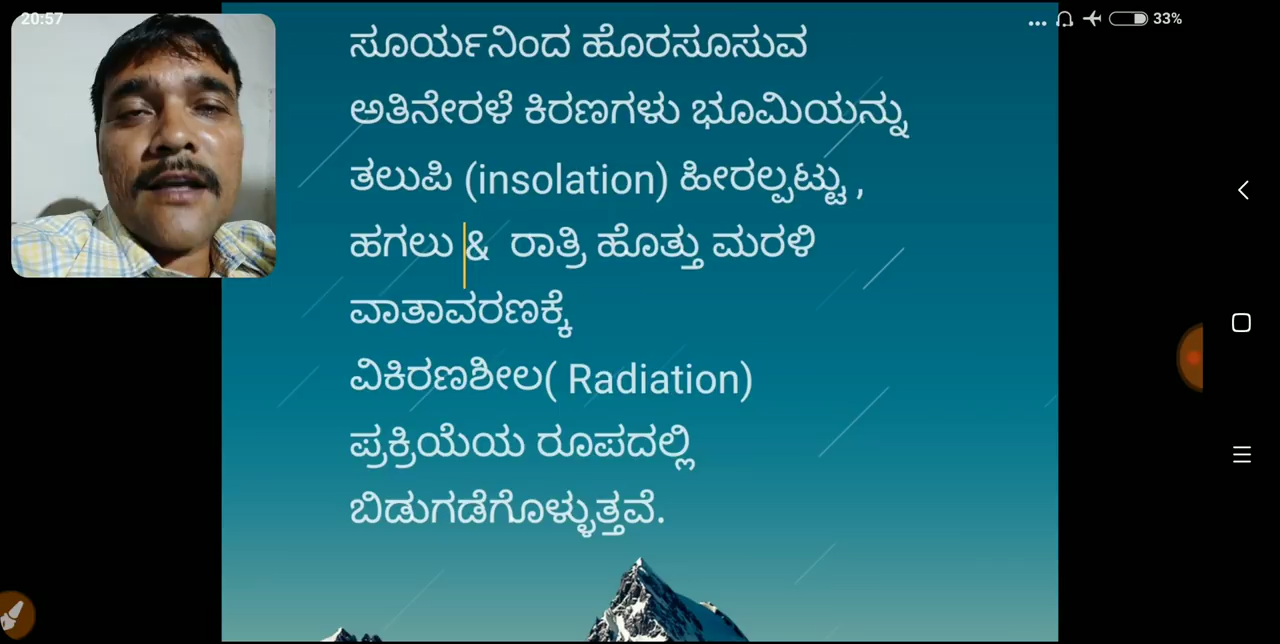 20:57
33%
ಸೂರ್ಯನಿಂದ ಹೊರಸೂಸುವ
ಅತಿನೇರಳೆ ಕಿರಣಗಳು ಭೂಮಿಯನ್ನು
ತಲುಪಿ (insolation) ಹೀರಲ್ಪಟ್ಟು ,
ಹಗಲು & ರಾತ್ರಿ ಹೊತ್ತು ಮರಳಿ
ವಾತಾವರಣಕ್ಕೆ
ವಿಕಿರಣಶೀಲ( Radiation)
ಪ್ರಕ್ರಿಯೆಯ ರೂಪದಲ್ಲಿ
ಬಿಡುಗಡೆಗೊಳ್ಳುತ್ತವೆ.